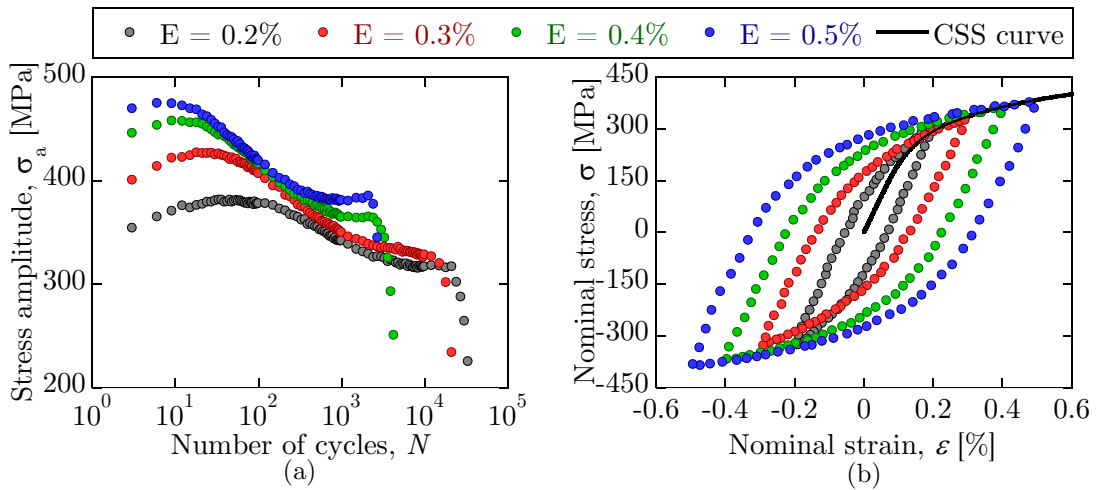 E = 0.2% E = 0.3% E = 0.4% E = 0.5% CSS curve
Stress amplitude, σa [MPa]
500
400
300
200
10^0 10^1 10^2 10^3 10^4 10^5
Number of cycles, N
(a)
Nominal stress, σ [MPa]
450
300
150
0
-150
-300
-450
-0.6 -0.4 -0.2 0 0.2 0.4 0.6
Nominal strain, ε [%]
(b)